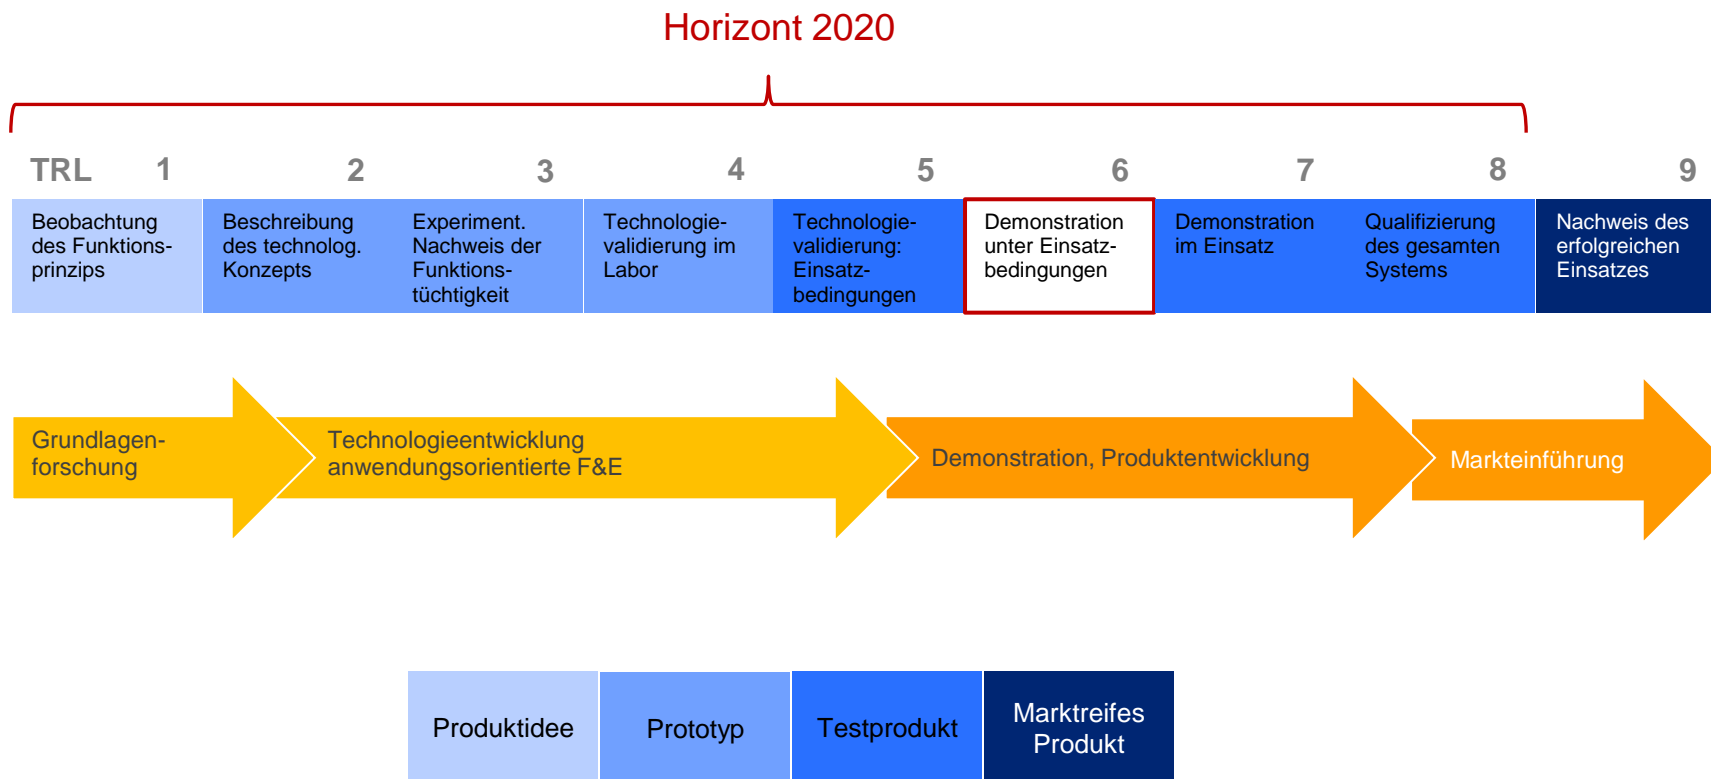 Horizont 2020
TRL 1 2 3 4 5 6 7 8 9
Beobachtung
des Funktions-
prinzips
Beschreibung
des technolog.
Konzepts
Experiment.
Nachweis der
Funktions-
tüchtigkeit
Technologie-
validierung im
Labor
Technologie-
validierung:
Einsatz-
bedingungen
Demonstration
unter Einsatz-
bedingungen
Demonstration
im Einsatz
Qualifizierung
des gesamten
Systems
Nachweis des
erfolgreichen
Einsatzes
Grundlagen-
forschung
Technologieentwicklung
anwendungsorientierte F&E
Demonstration, Produktentwicklung
Markteinführung
Produktidee
Prototyp
Testprodukt
Marktreifes
Produkt